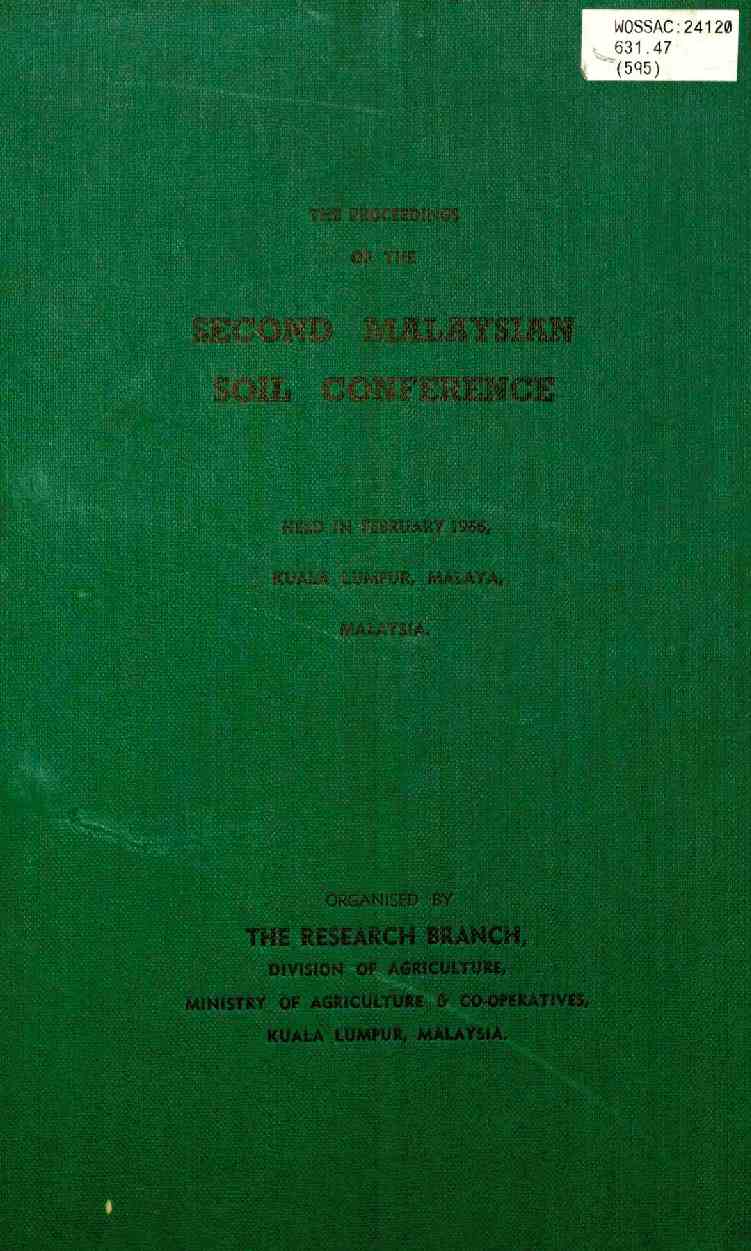 WOSSAC:24120
631.47
(595)
THE PROCEEDINGS
OF THE
SECOND MALAYSIAN
SOIL CONFERENCE
HELD IN FEBRUARY 1966,
KUALA LUMPUR, MALAYA,
MALAYSIA.
ORGANISED BY
THE RESEARCH BRANCH,
DIVISION OF AGRICULTURE,
MINISTRY OF AGRICULTURE & CO-OPERATIVES,
KUALA LUMPUR, MALAYSIA.